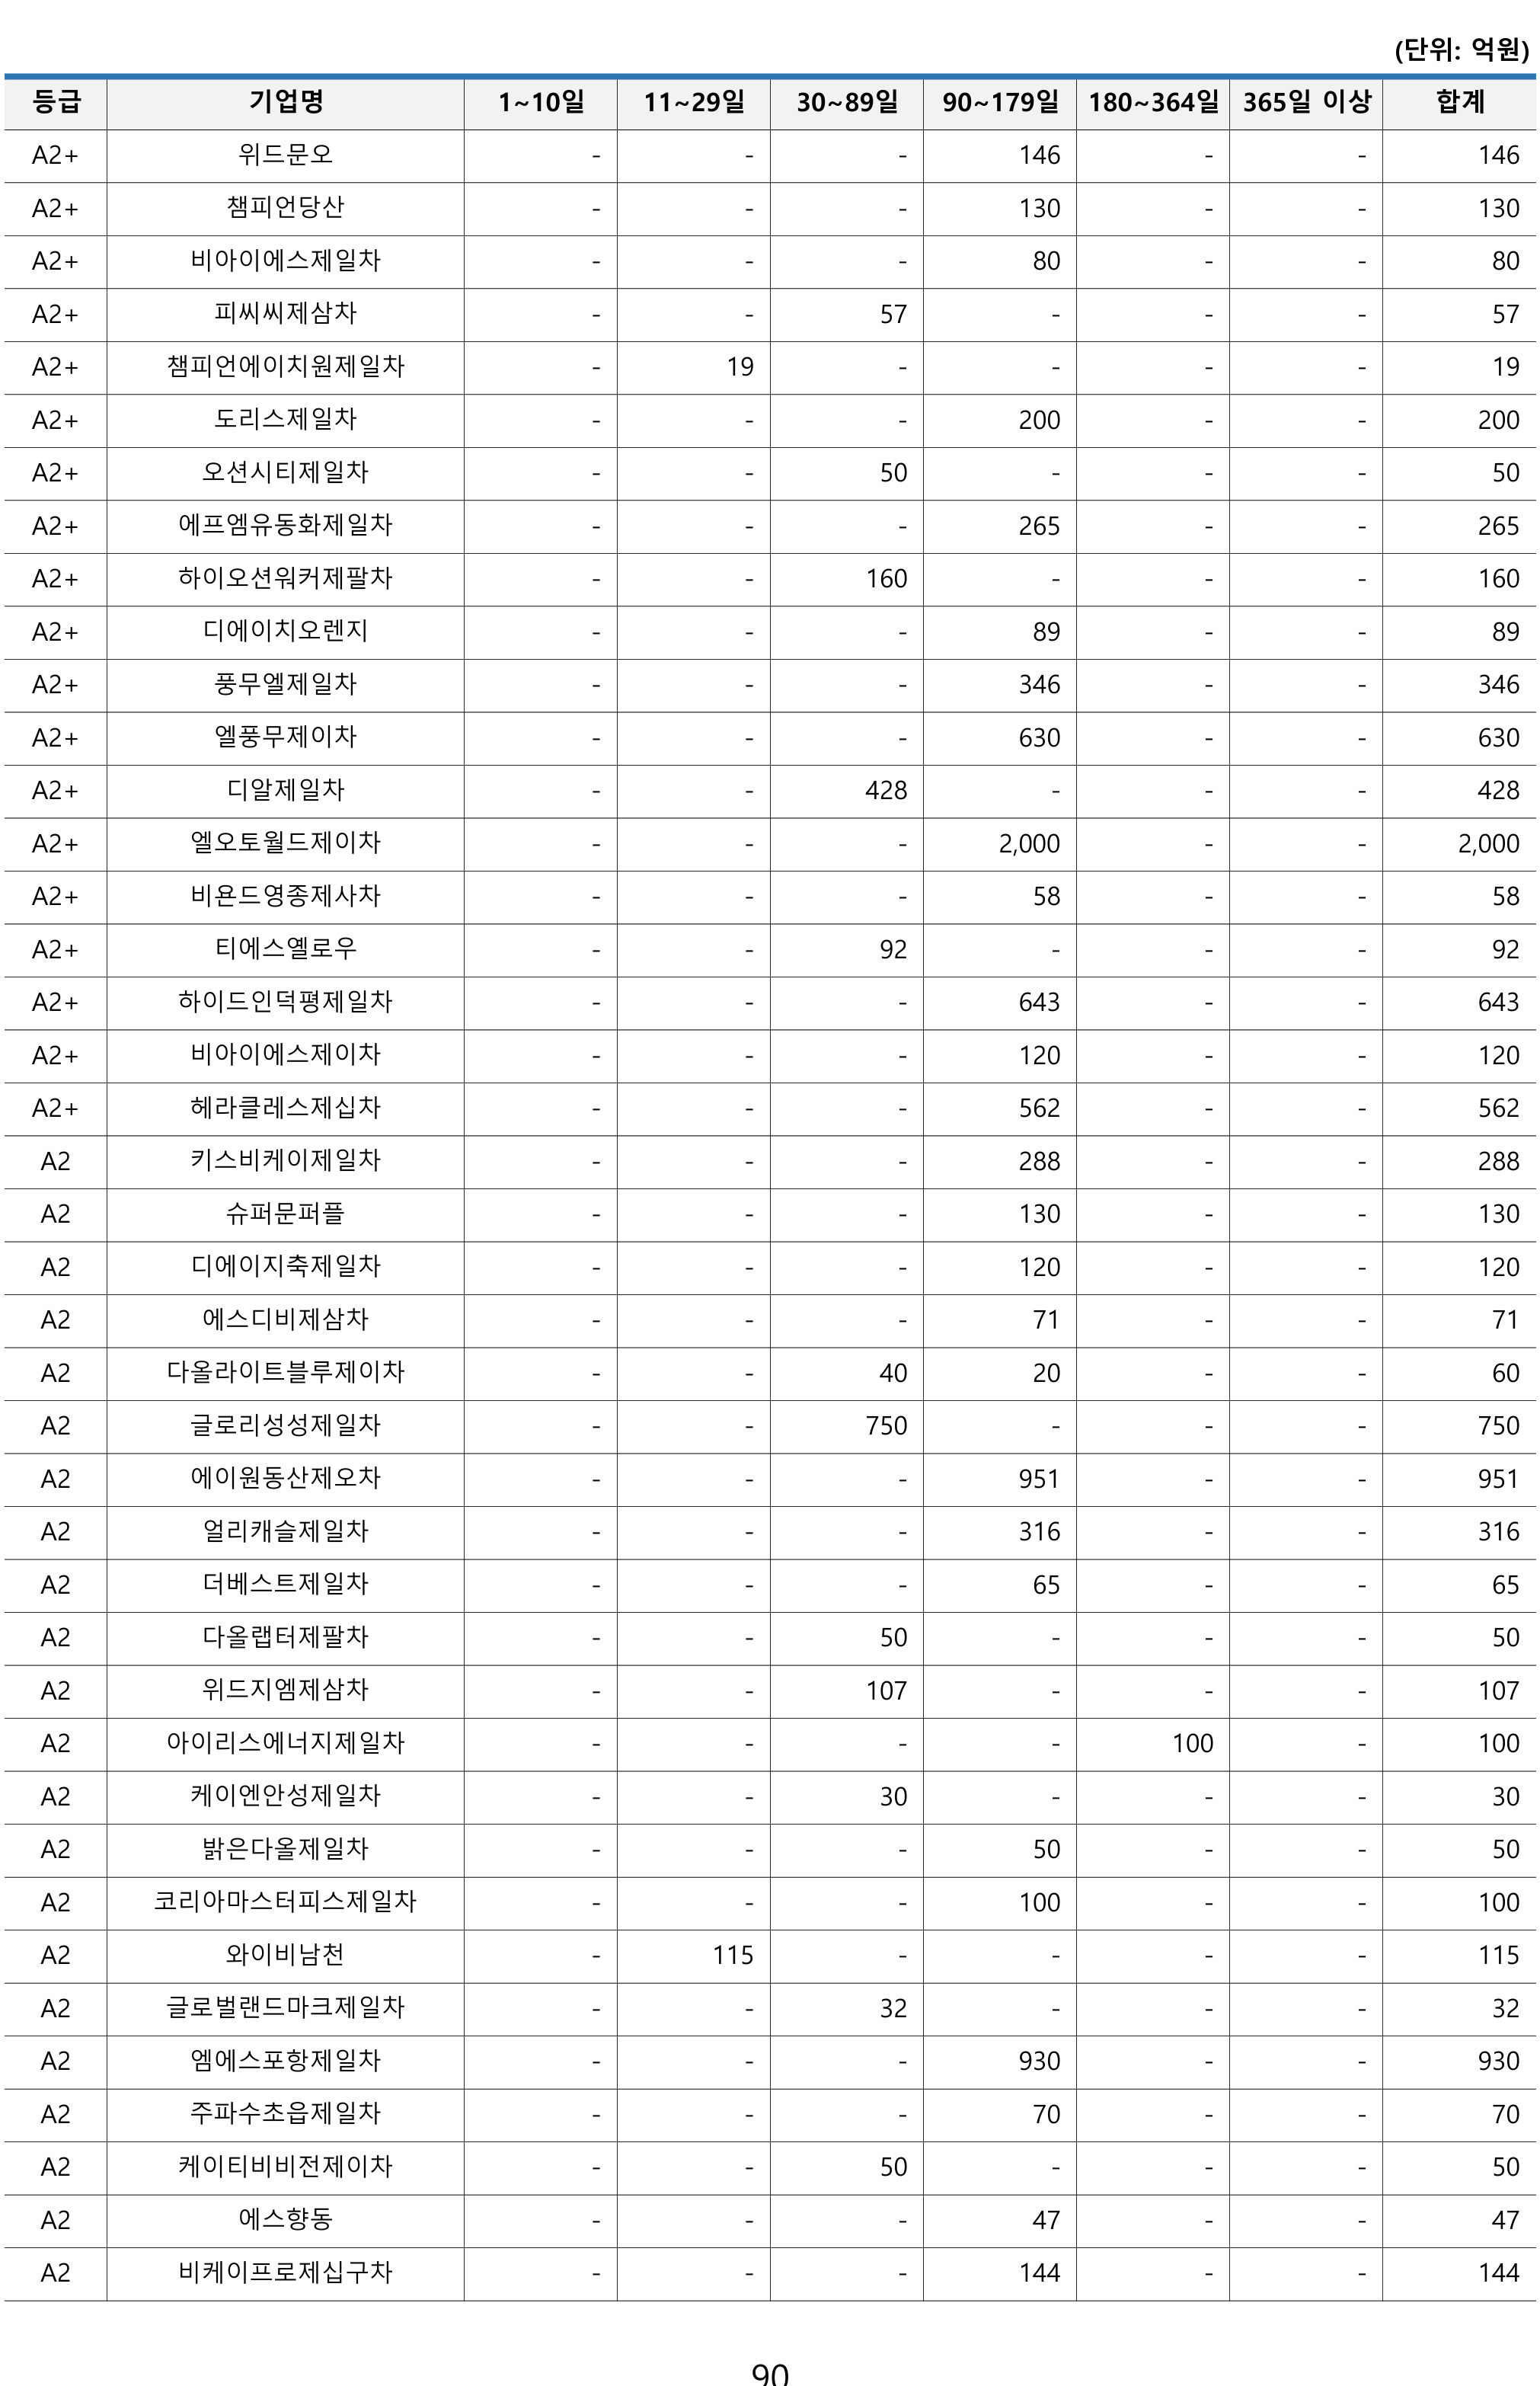 (단위: 억원)
등급 기업명 1~10일 11~29일 30~89일 90~179일 180~364일 365일 이상 합계
A2+ 위드문오 - - - 146 - - 146
A2+ 챔피언당산 - - - 130 - - 130
A2+ 비아이에스제일차 - - - 80 - - 80
A2+ 피씨씨제삼차 - - 57 - - - 57
A2+ 챔피언에이치원제일차 - 19 - - - - 19
A2+ 도리스제일차 - - - 200 - - 200
A2+ 오션시티제일차 - - 50 - - - 50
A2+ 에프엠유동화제일차 - - - 265 - - 265
A2+ 하이오션워커제팔차 - - 160 - - - 160
A2+ 디에이치오렌지 - - - 89 - - 89
A2+ 풍무엘제일차 - - - 346 - - 346
A2+ 엘풍무제이차 - - - 630 - - 630
A2+ 디알제일차 - - 428 - - - 428
A2+ 엘오토월드제이차 - - - 2,000 - - 2,000
A2+ 비욘드영종제사차 - - - 58 - - 58
A2+ 티에스옐로우 - - 92 - - - 92
A2+ 하이드인덕평제일차 - - - 643 - - 643
A2+ 비아이에스제이차 - - - 120 - - 120
A2+ 헤라클레스제십차 - - - 562 - - 562
A2 키스비케이제일차 - - - 288 - - 288
A2 슈퍼문퍼플 - - - 130 - - 130
A2 디에이지축제일차 - - - 120 - - 120
A2 에스디비제삼차 - - - 71 - - 71
A2 다올라이트블루제이차 - - 40 20 - - 60
A2 글로리성성제일차 - - 750 - - - 750
A2 에이원동산제오차 - - - 951 - - 951
A2 얼리캐슬제일차 - - - 316 - - 316
A2 더베스트제일차 - - - 65 - - 65
A2 다올랩터제팔차 - - 50 - - - 50
A2 위드지엠제삼차 - - 107 - - - 107
A2 아이리스에너지제일차 - - - - 100 - 100
A2 케이엔안성제일차 - - 30 - - - 30
A2 밝은다올제일차 - - - 50 - - 50
A2 코리아마스터피스제일차 - - - 100 - - 100
A2 와이비남천 - 115 - - - - 115
A2 글로벌랜드마크제일차 - - 32 - - - 32
A2 엠에스포항제일차 - - - 930 - - 930
A2 주파수초읍제일차 - - - 70 - - 70
A2 케이티비비전제이차 - - 50 - - - 50
A2 에스향동 - - - 47 - - 47
A2 비케이프로제십구차 - - - 144 - - 144
90